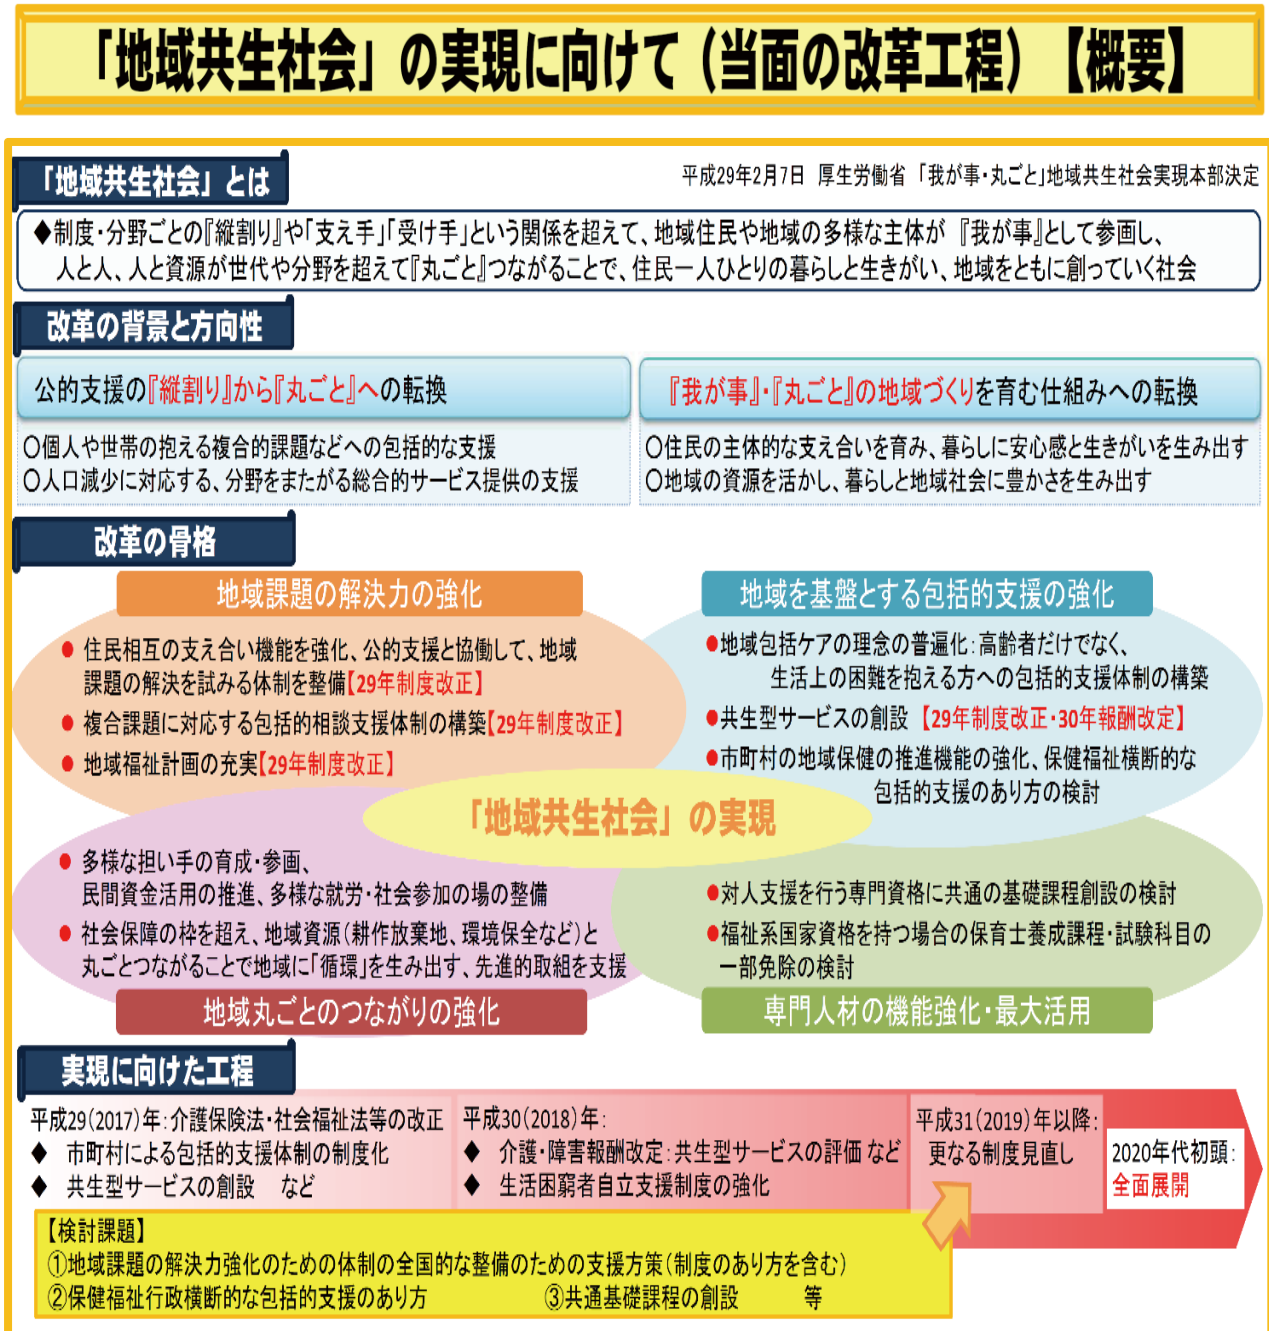 「地域共生社会」の実現に向けて（当面の改革工程）【概要】
「地域共生社会」とは
平成29年2月7日 厚生労働省 「我が事・丸ごと」地域共生社会実現本部決定
◆制度・分野ごとの『縦割り』や「支え手」「受け手」という関係を超えて、地域住民や地域の多様な主体が 『我が事』として参画し、
人と人、人と資源が世代や分野を超えて『丸ごと』つながることで、住民一人ひとりの暮らしと生きがい、地域をともに創っていく社会
改革の背景と方向性
公的支援の『縦割り』から『丸ごと』への転換
○個人や世帯の抱える複合的課題などへの包括的な支援
○人口減少に対応する、分野をまたがる総合的サービス提供の支援
『我が事』・『丸ごと』の地域づくりを育む仕組みへの転換
○住民の主体的な支え合いを育み、暮らしに安心感と生きがいを生み出す
○地域の資源を活かし、暮らしと地域社会に豊かさを生み出す
改革の骨格
地域課題の解決力の強化
● 住民相互の支え合い機能を強化、公的支援と協働して、地域
課題の解決を試みる体制を整備【29年制度改正】
● 複合課題に対応する包括的相談支援体制の構築【29年制度改正】
● 地域福祉計画の充実【29年制度改正】
地域を基盤とする包括的支援の強化
●地域包括ケアの理念の普遍化：高齢者だけでなく、
生活上の困難を抱える方への包括的支援体制の構築
●共生型サービスの創設 【29年制度改正・30年報酬改定】
●市町村の地域保健の推進機能の強化、保健福祉横断的な
包括的支援のあり方の検討
「地域共生社会」の実現
● 多様な担い手の育成・参画、
民間資金活用の推進、多様な就労・社会参加の場の整備
● 社会保障の枠を超え、地域資源（耕作放棄地、環境保全など）と
丸ごとつながることで地域に「循環」を生み出す、先進的取組を支援
地域丸ごとのつながりの強化
●対人支援を行う専門資格に共通の基礎課程創設の検討
●福祉系国家資格を持つ場合の保育士養成課程・試験科目の
一部免除の検討
専門人材の機能強化・最大活用
実現に向けた工程
平成29（2017）年：介護保険法・社会福祉法等の改正
◆ 市町村による包括的支援体制の制度化
◆ 共生型サービスの創設 など
平成30（2018）年：
◆ 介護・障害報酬改定：共生型サービスの評価 など
◆ 生活困窮者自立支援制度の強化
平成31（2019）年以降：
更なる制度見直し
2020年代初頭：
全面展開
【検討課題】
①地域課題の解決力強化のための体制の全国的な整備のための支援方策（制度のあり方を含む）
②保健福祉行政横断的な包括的支援のあり方 ③共通基礎課程の創設 等